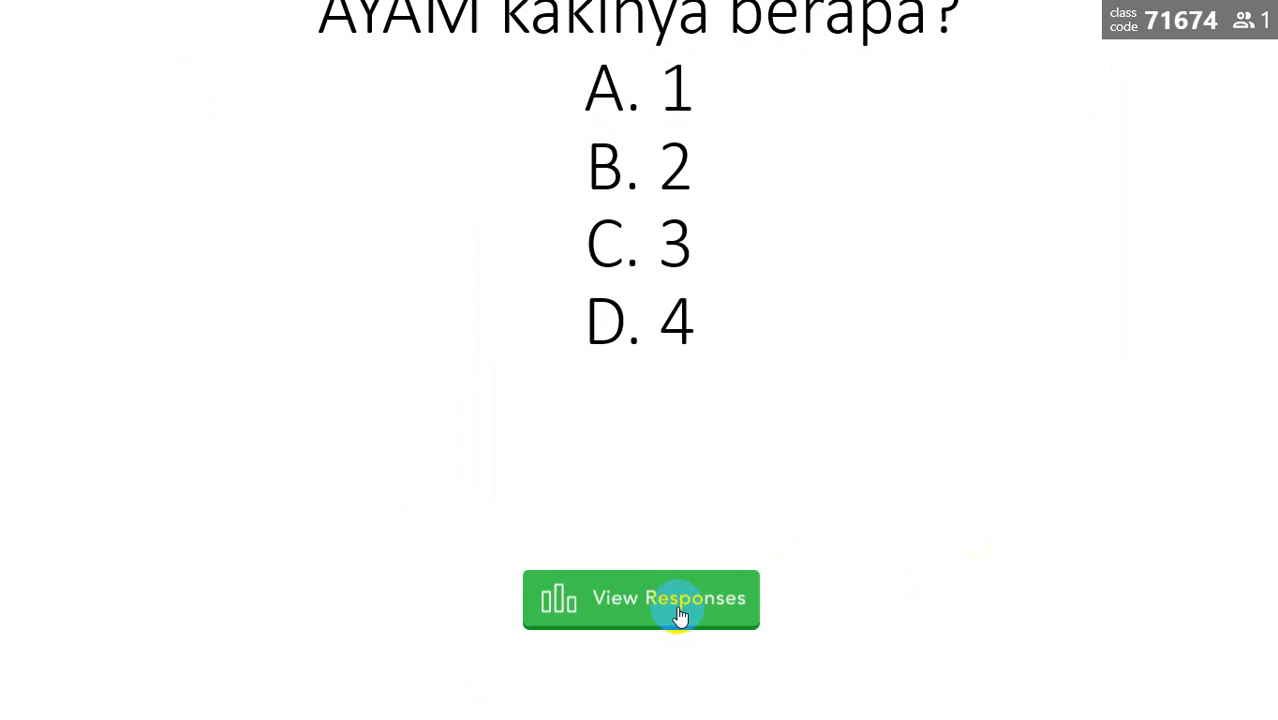 class
code 71674 1
AYAM kakinya berapa?
A. 1
B. 2
C. 3
D. 4
View Responses